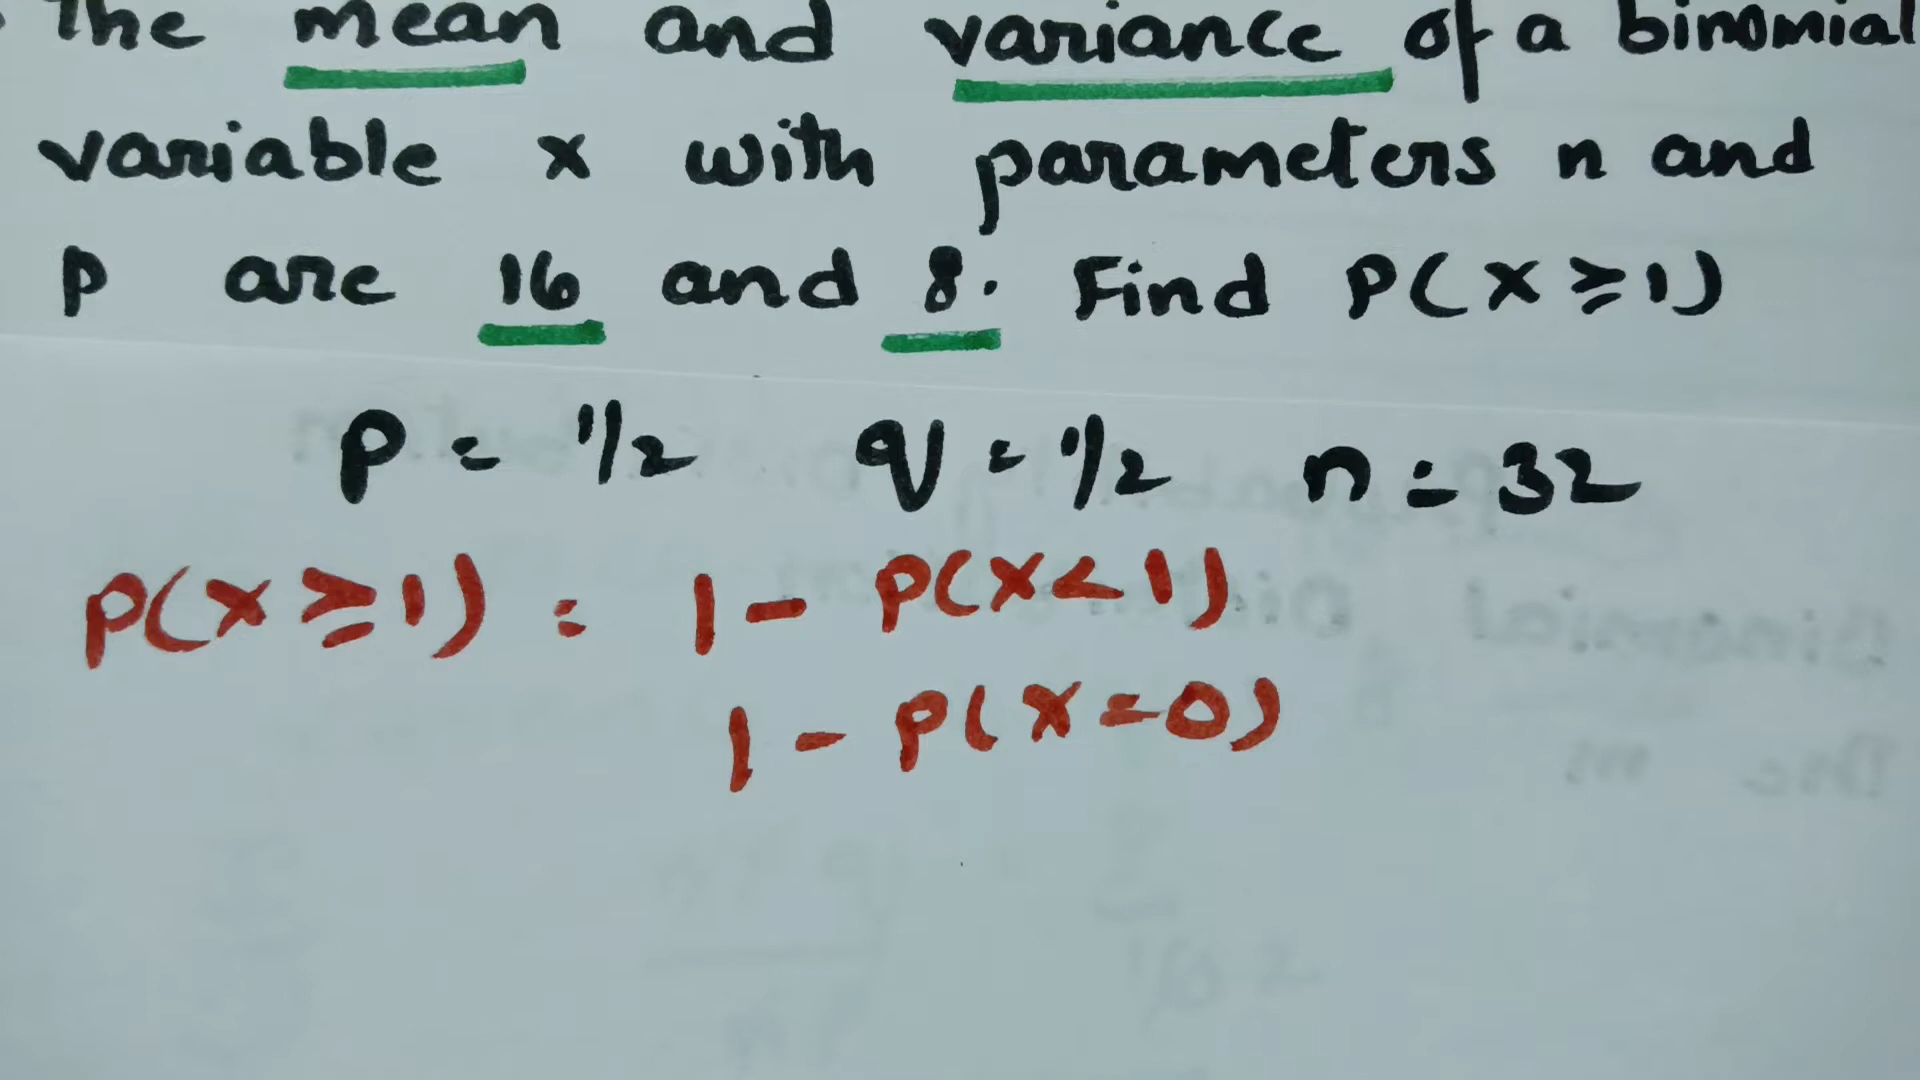 The mean and variance of a binomial
variable x with parameters n and
p are 16 and 8. Find P(X ≥ 1)
P = 1/2 q = 1/2 n = 32
P(X ≥ 1) = 1 - P(X < 1)
1 - P(X = 0)